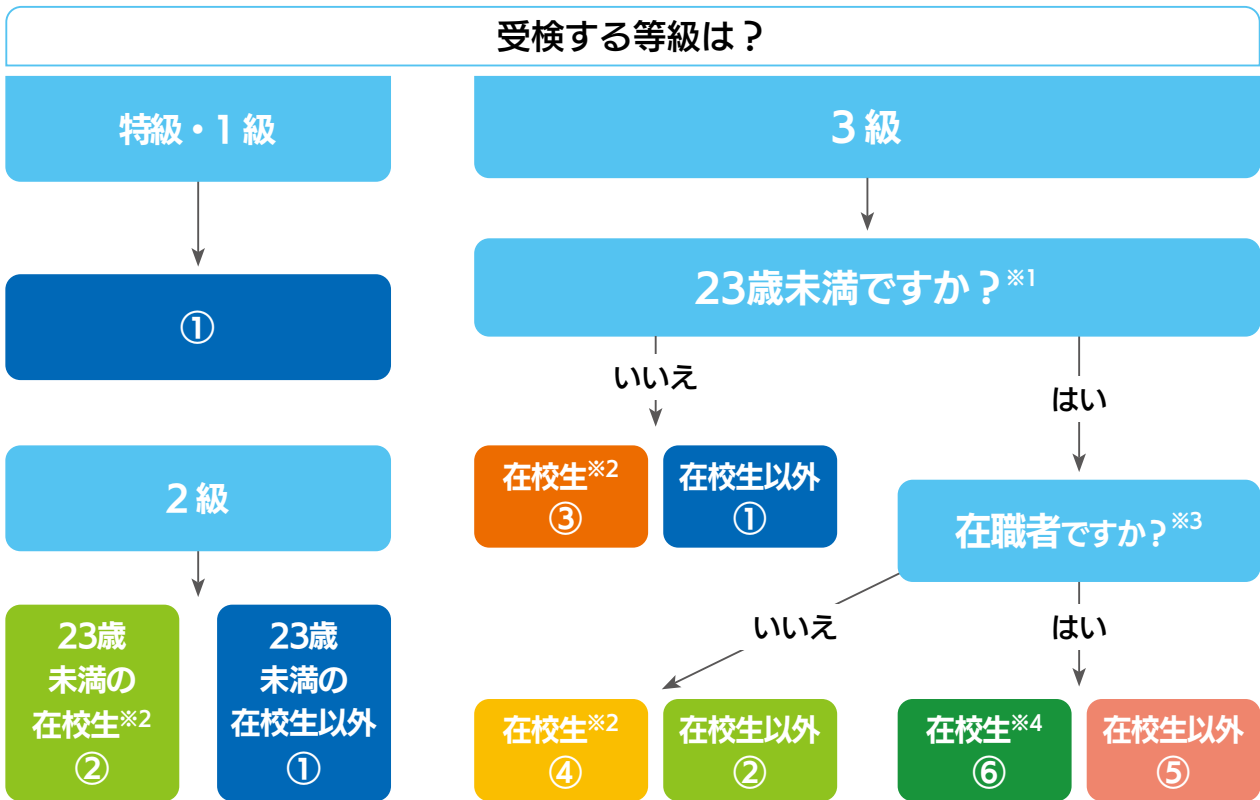 受検する等級は?
特級・1級
①
2級
23歳
未満の
在校生※2
②
23歳
未満の
在校生以外
①
3級
23歳未満ですか?※1
いいえ
はい
在校生※2
③
在校生以外
①
在職者ですか?※3
いいえ
はい
在校生※2
④
在校生以外
②
在校生※4
⑥
在校生以外
⑤